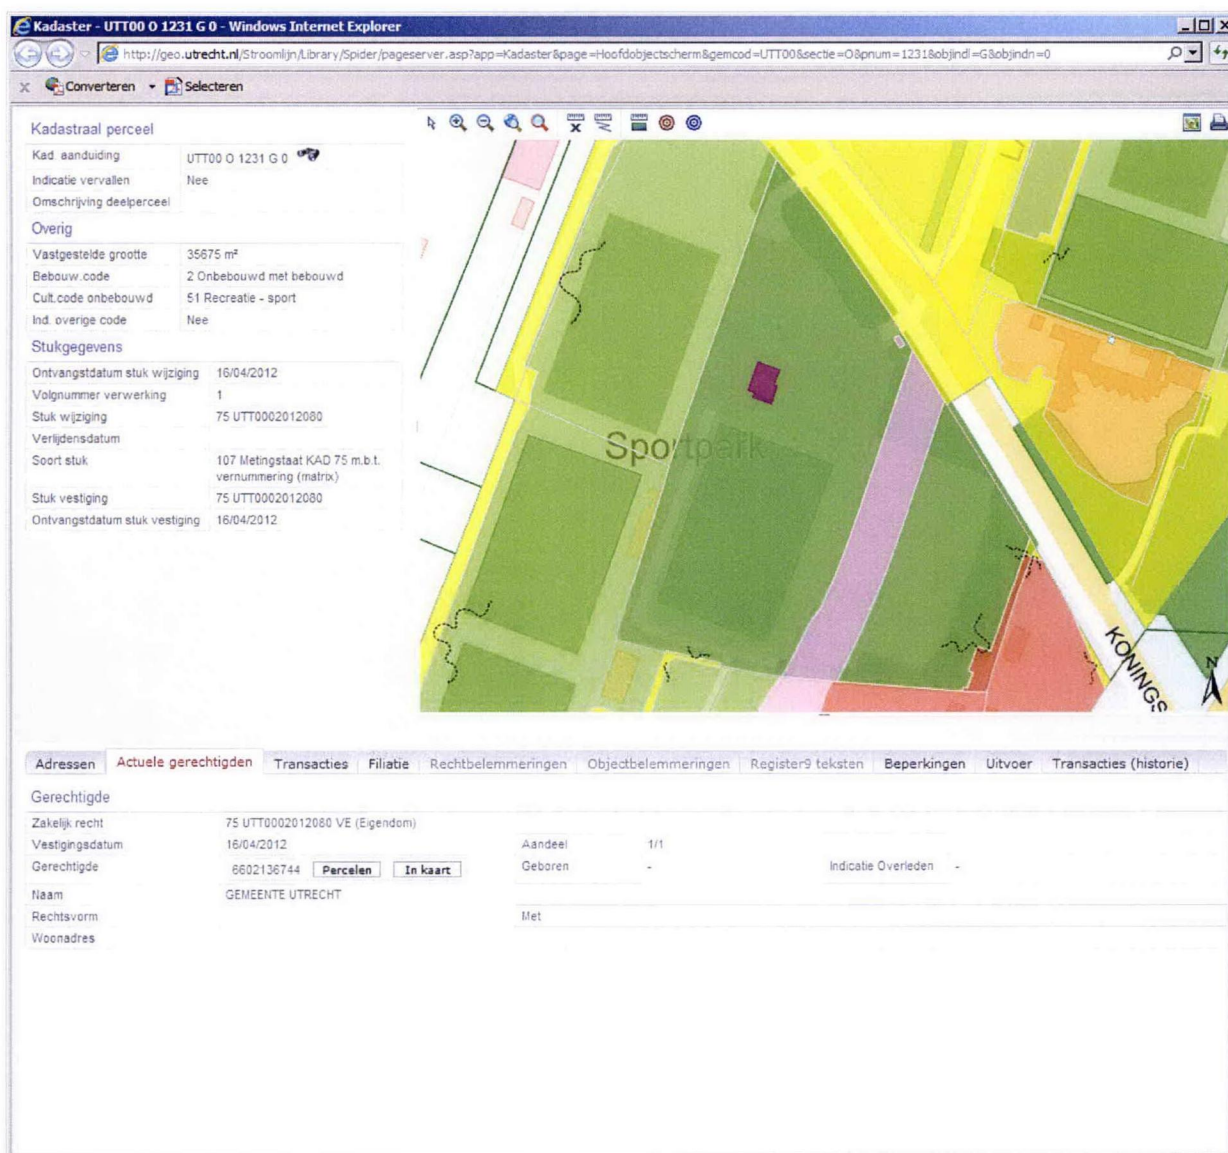 Kadaster - UTT00 O 1231 G 0 - Windows Internet Explorer
http://geo.utrecht.nl/Stroomlijn/Library/Spider/pageserver.asp?app=Kadaster&page=Hoofdobjectscherm&gemcod=UTT00&sectie=O&pnum=1231&objindl=G&objindn=0
x Converteren Selecteren
Kadastraal perceel
Kad. aanduiding UTT00 O 1231 G 0
Indicatie vervallen Nee
Omschrijving deelperceel
Overig
Vastgestelde grootte 35675 m²
Bebouw.code 2 Onbebouwd met bebouwd
Cult.code onbebouwd 51 Recreatie - sport
Ind. overige code Nee
Stukgegevens
Ontvangstdatum stuk wijziging 16/04/2012
Volgnummer verwerking 1
Stuk wijziging 75 UTT0002012080
Verlijdensdatum
Soort stuk 107 Metingstaat KAD 75 m.b.t.
vernummering (matrix)
Stuk vestiging 75 UTT0002012080
Ontvangstdatum stuk vestiging 16/04/2012
Sportpark
KONINGS
N
Adressen Actuele gerechtigden Transacties Filiatie Rechtbelemmeringen Objectbelemmeringen Register9 teksten Beperkingen Uitvoer Transacties (historie)
Gerechtigde
Zakelijk recht 75 UTT0002012080 VE (Eigendom)
Vestigingsdatum 16/04/2012 Aandeel 1/1
Gerechtigde 6602136744 Percelen In kaart Geboren - Indicatie Overleden -
Naam GEMEENTE UTRECHT
Rechtsvorm Met
Woonadres